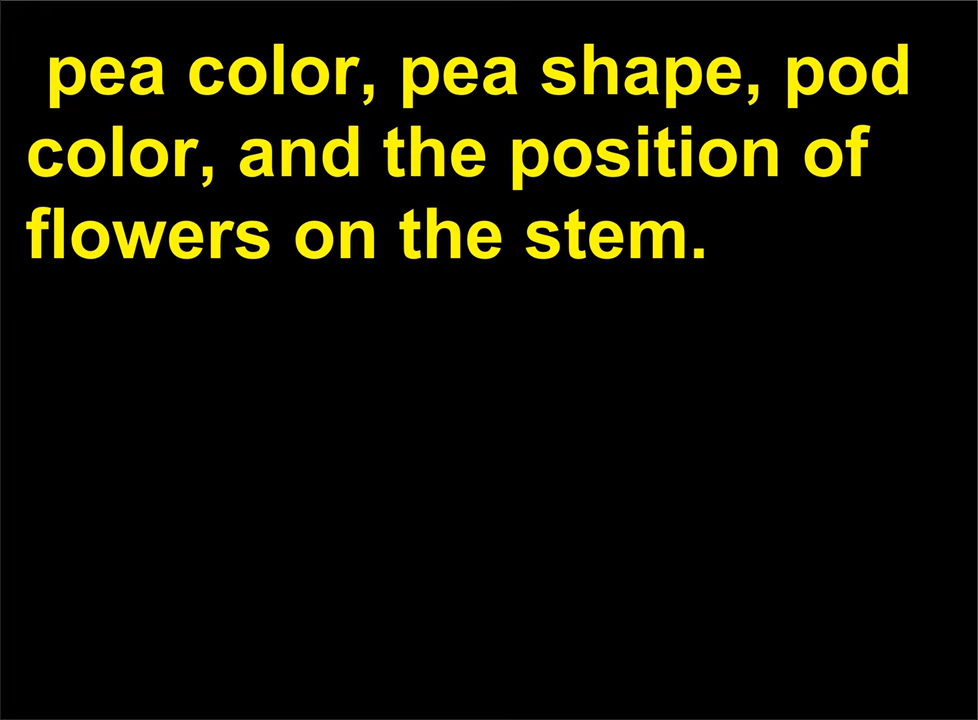 pea color, pea shape, pod
color, and the position of
flowers on the stem.